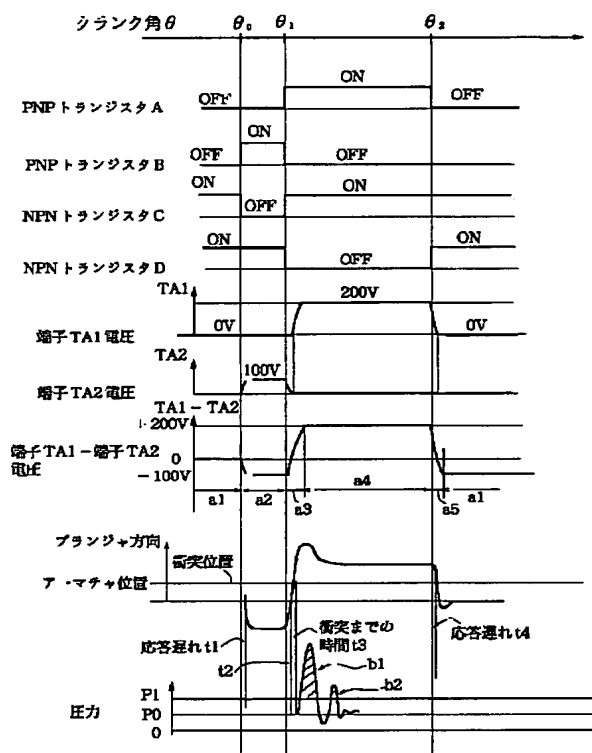 クランク角θ θ₀ θ₁ θ₂
ON
PNPトランジスタA OFF OFF
ON
PNPトランジスタB OFF OFF
ON ON
NPNトランジスタC OFF
ON ON
NPNトランジスタD OFF
TA1 200V
端子TA1電圧 0V 0V
TA2 100V
端子TA2電圧
TA1-TA2
+200V
端子TA1-端子TA2 0
電圧 -100V
a1 a2 a3 a4 a5 a1
プランジャ方向
衝突位置
アーマチャ位置
応答遅れt1 衝突までの 応答遅れt4
t2 時間t3
b1
P1 b2
圧力 P0
0